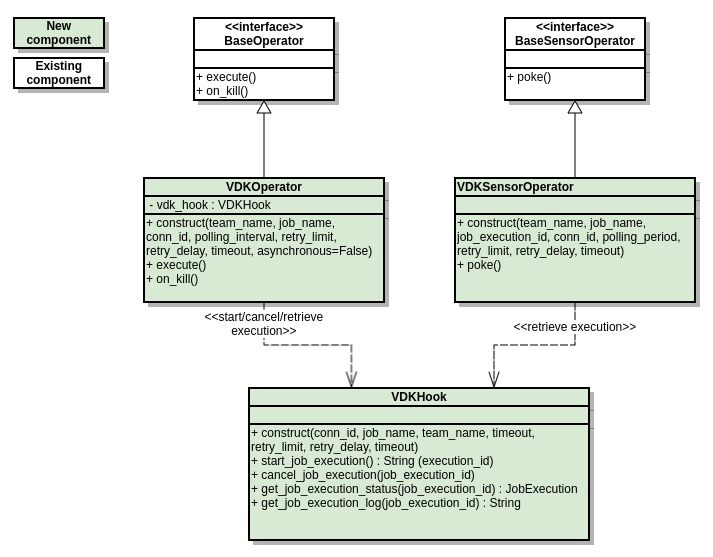 New
component
Existing
component
<<interface>>
BaseOperator
+ execute()
+ on_kill()
<<interface>>
BaseSensorOperator
+ poke()
VDKOperator
- vdk_hook : VDKHook
+ construct(team_name, job_name,
conn_id, polling_interval, retry_limit,
retry_delay, timeout, asynchronous=False)
+ execute()
+ on_kill()
VDKSensorOperator
+ construct(team_name, job_name,
job_execution_id, conn_id, polling_period,
retry_limit, retry_delay, timeout)
+ poke()
<<start/cancel/retrieve
execution>>
<<retrieve execution>>
VDKHook
+ construct(conn_id, job_name, team_name, timeout,
retry_limit, retry_delay, timeout)
+ start_job_execution() : String (execution_id)
+ cancel_job_execution(job_execution_id)
+ get_job_execution_status(job_execution_id) : JobExecution
+ get_job_execution_log(job_execution_id) : String